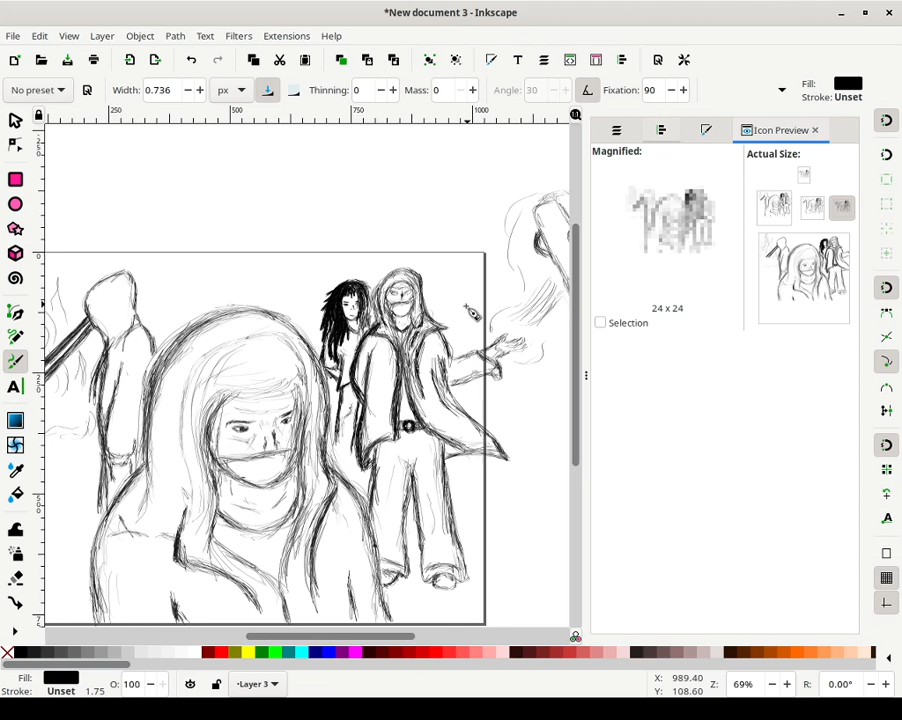 *New document 3 - Inkscape
File Edit View Layer Object Path Text Filters Extensions Help
No preset Width: 0.736 px Thinning: 0 Mass: 0 Angle: 30 Fixation: 90 Fill:
Stroke: Unset
250 500 750 1000
Icon Preview
Magnified: Actual Size:
24 x 24
Selection
Fill:
Stroke: Unset 1.75 O: 100 Layer 3 X: 989.40 Z: 69% R: 0.00°
Y: 108.60